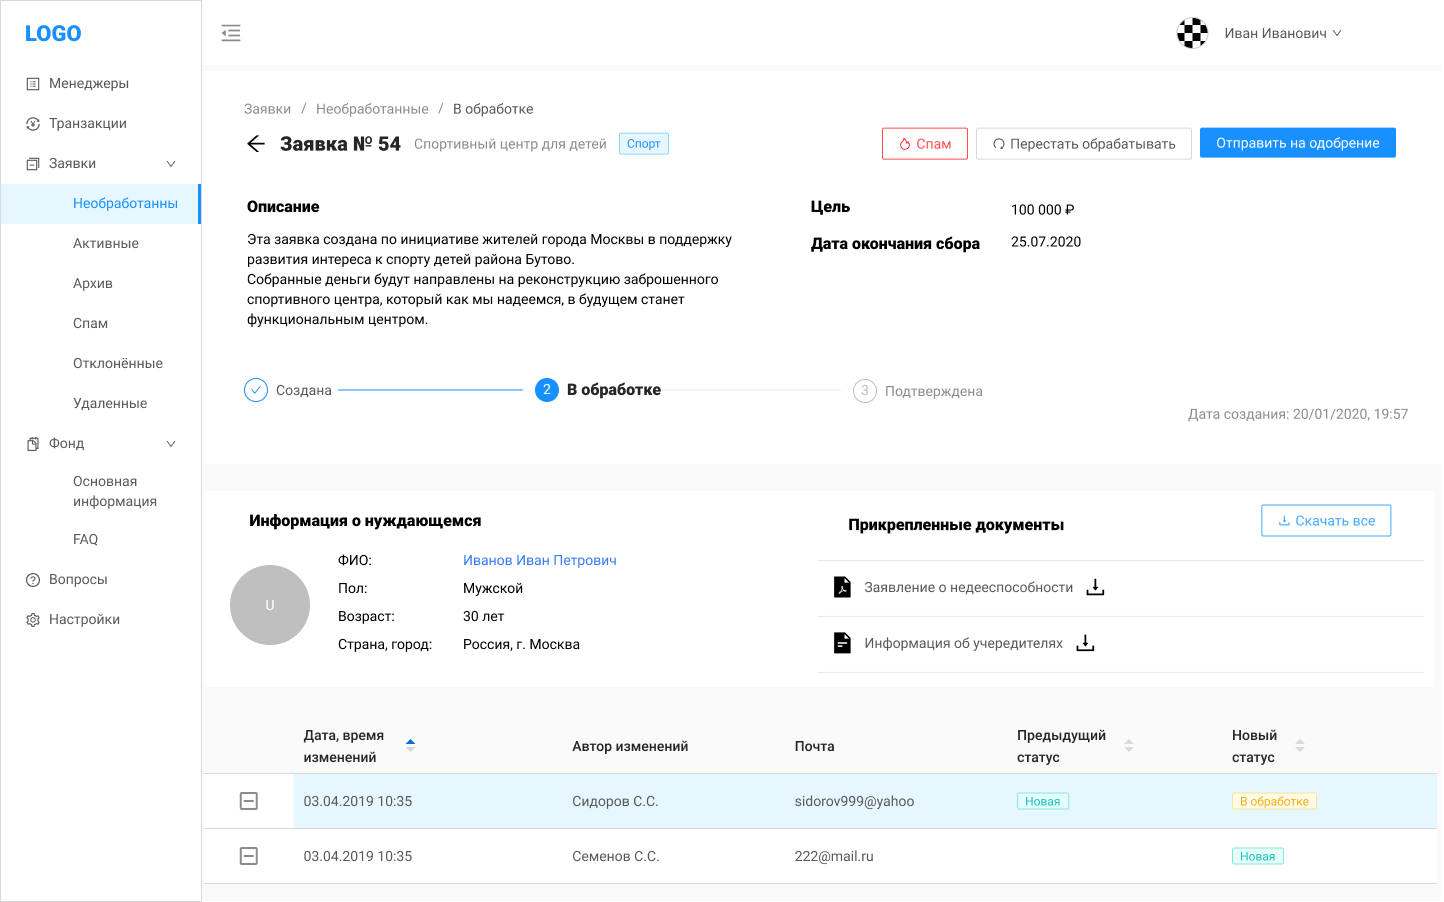 LOGO
Менеджеры
Транзакции
Заявки
Необработанны
Активные
Архив
Спам
Отклонённые
Удаленные
Фонд
Основная
информация
FAQ
Вопросы
Настройки
Иван Иванович
Заявки / Необработанные / В обработке
Заявка № 54 Спортивный центр для детей Спорт
Спам Перестать обрабатывать Отправить на одобрение
Описание
Эта заявка создана по инициативе жителей города Москвы в поддержку
развития интереса к спорту детей района Бутово.
Собранные деньги будут направлены на реконструкцию заброшенного
спортивного центра, который как мы надеемся, в будущем станет
функциональным центром.
Цель 100 000 ₽
Дата окончания сбора 25.07.2020
Создана 2 В обработке 3 Подтверждена
Дата создания: 20/01/2020, 19:57
Информация о нуждающемся
U
ФИО: Иванов Иван Петрович
Пол: Мужской
Возраст: 30 лет
Страна, город: Россия, г. Москва
Прикрепленные документы Скачать все
Заявление о недееспособности
Информация об учередителях
Дата, время
изменений
Автор изменений
Почта
Предыдущий
статус
Новый
статус
03.04.2019 10:35 Сидоров С.С. sidorov999@yahoo Новая В обработке
03.04.2019 10:35 Семенов С.С. 222@mail.ru Новая